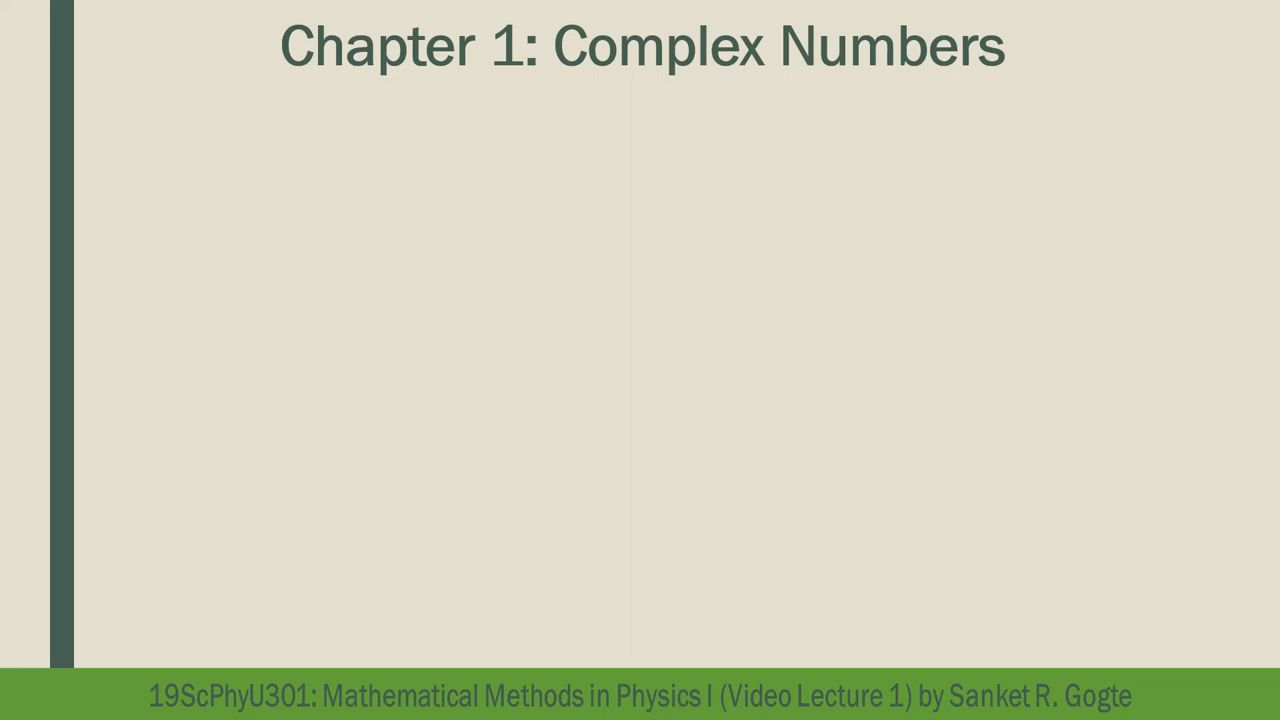 Chapter 1: Complex Numbers
19ScPhyU301: Mathematical Methods in Physics I (Video Lecture 1) by Sanket R. Gogte